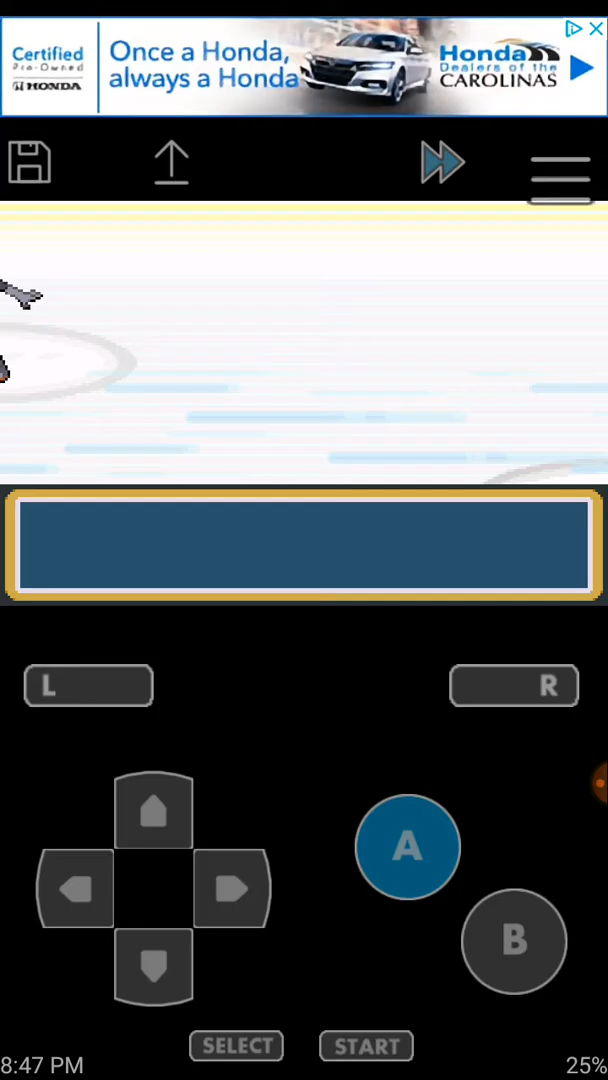 Certified
Pre-Owned
HONDA
Once a Honda,
always a Honda
Honda
Dealers of the
CAROLINAS
L
R
A
B
SELECT
START
8:47 PM
25%